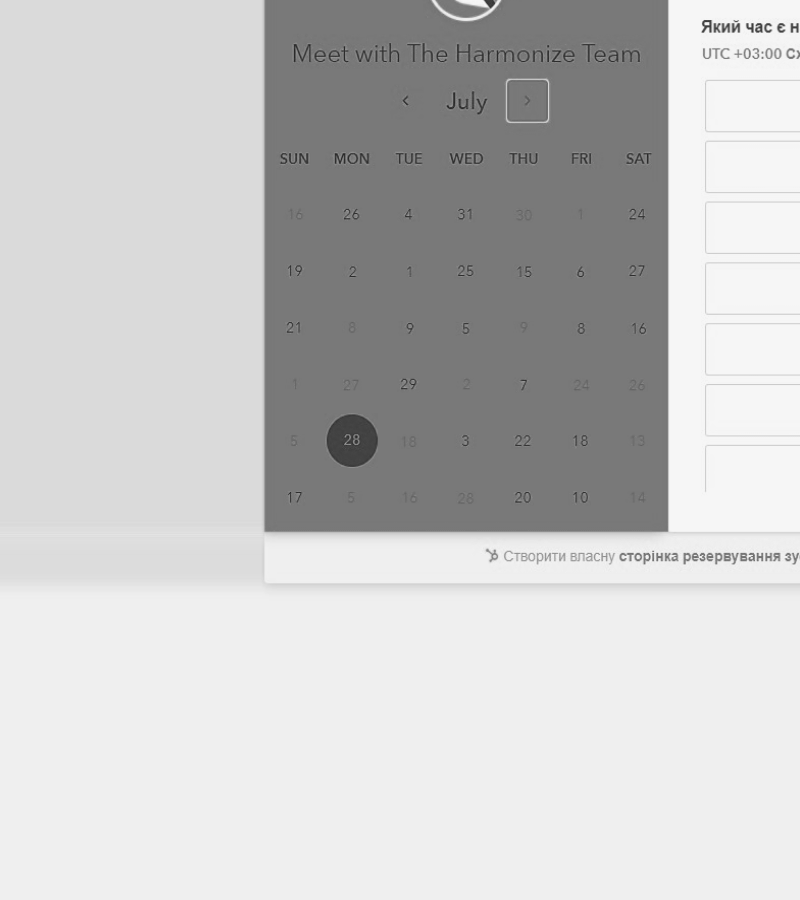 Meet with The Harmonize Team
July
SUN MON TUE WED THU FRI SAT
16 26 4 31 30 1 24
19 2 1 25 15 6 27
21 8 9 5 9 8 16
1 27 29 2 7 24 26
5 28 18 3 22 18 13
17 5 16 28 20 10 14
Який час є
UTC +03:00
Створити власну сторінка резервування